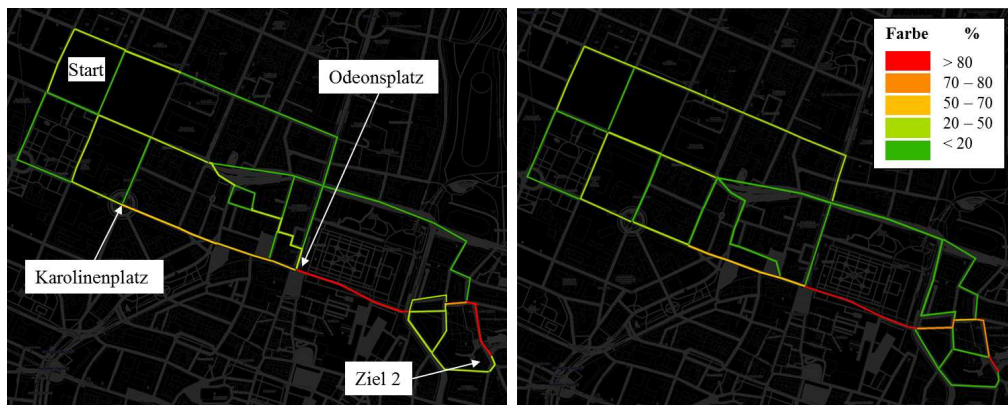 Start
Odeonsplatz
Karolinenplatz
Ziel 2
Farbe %
> 80
70 – 80
50 – 70
20 – 50
< 20